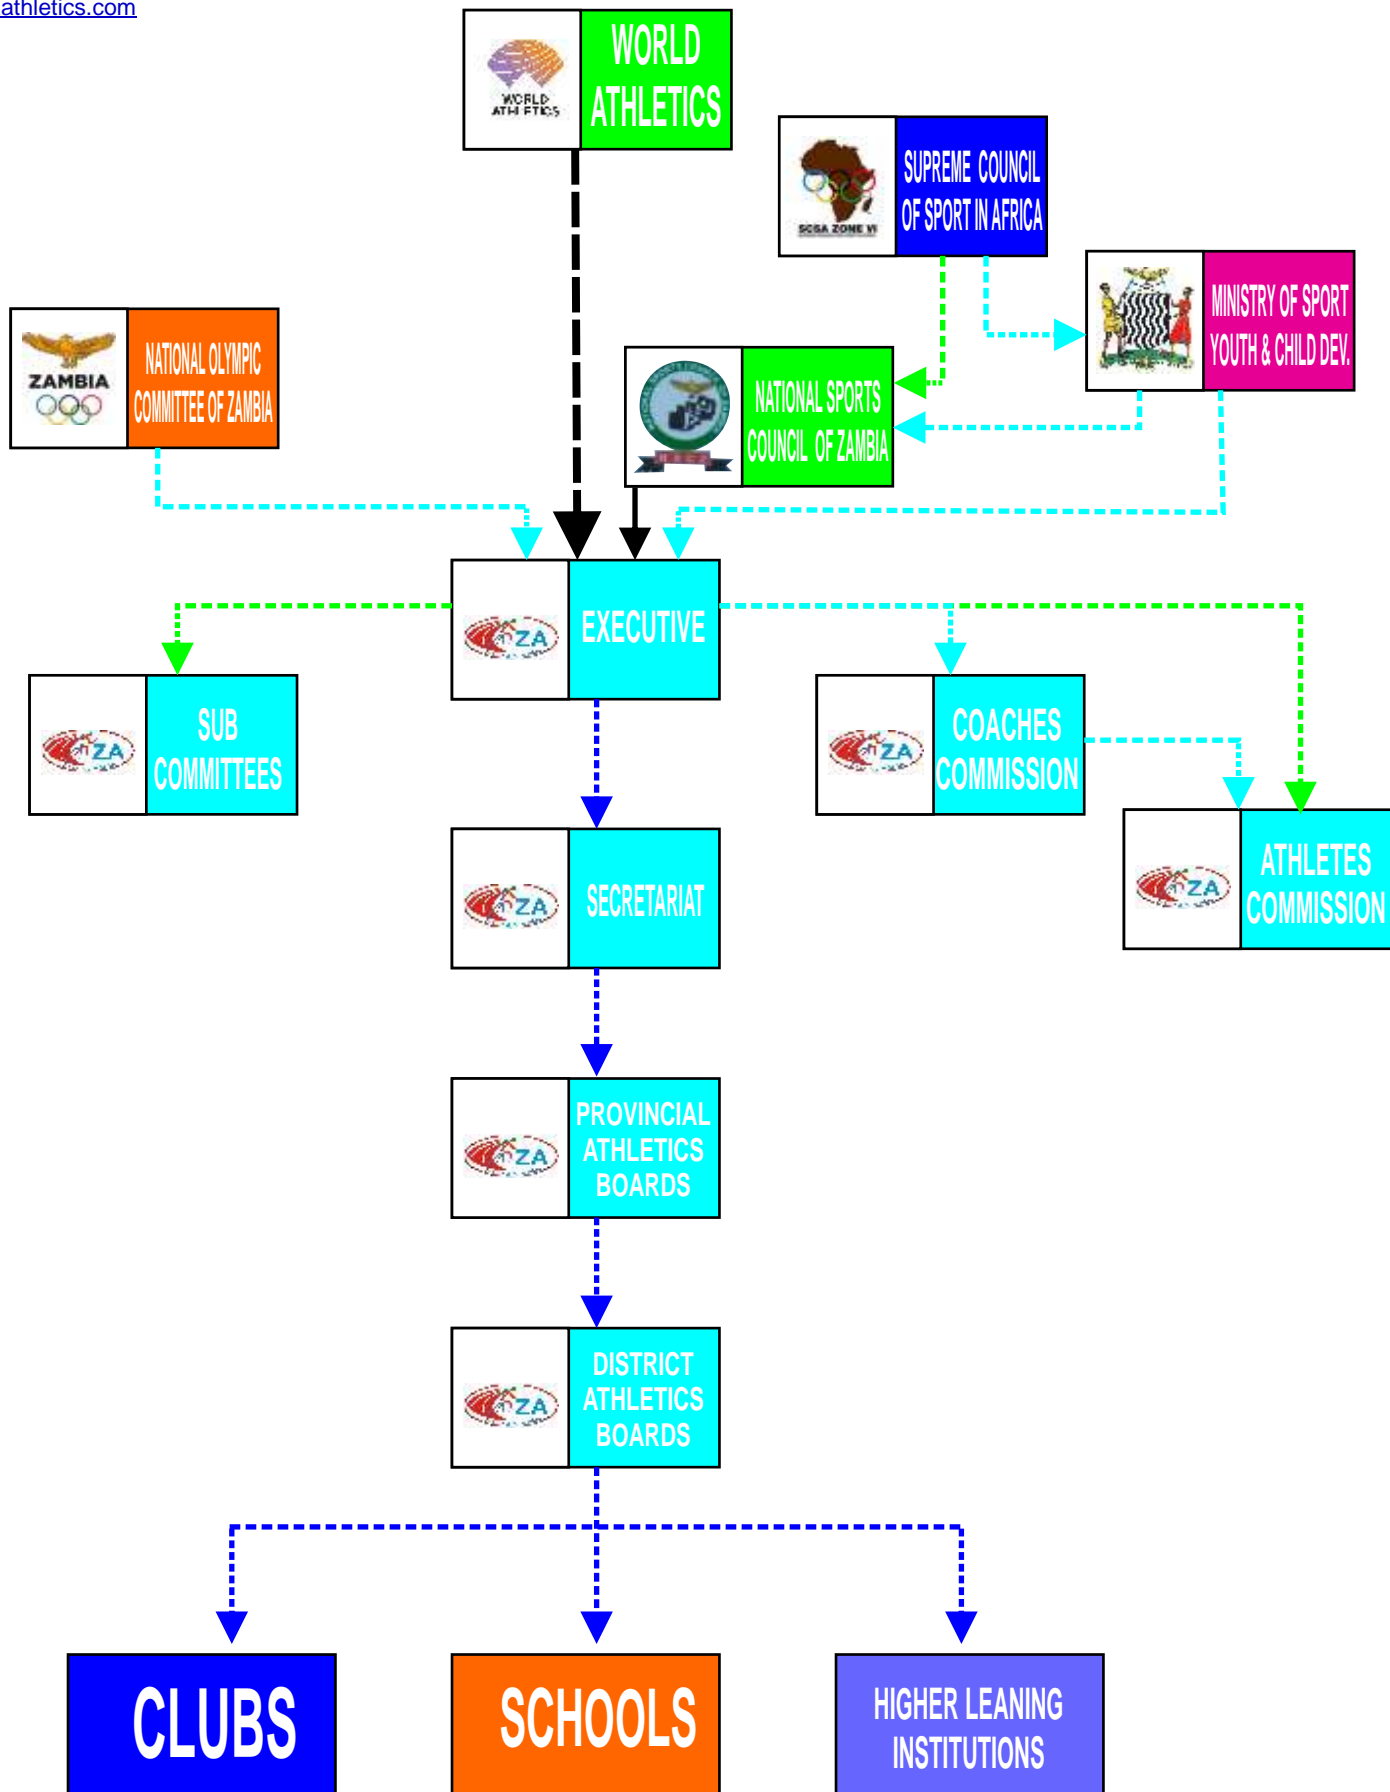 athletics.com
WORLD
ATHLETICS
WORLD
ATHLETICS
SUPREME COUNCIL
OF SPORT IN AFRICA
SCSA ZONE VI
MINISTRY OF SPORT
YOUTH & CHILD DEV.
ZAMBIA
NATIONAL OLYMPIC
COMMITTEE OF ZAMBIA
NATIONAL SPORTS
COUNCIL OF ZAMBIA
ZA
EXECUTIVE
ZA
SUB
COMMITTEES
ZA
COACHES
COMMISSION
ZA
ATHLETES
COMMISSION
ZA
SECRETARIAT
ZA
PROVINCIAL
ATHLETICS
BOARDS
ZA
DISTRICT
ATHLETICS
BOARDS
CLUBS
SCHOOLS
HIGHER LEANING
INSTITUTIONS